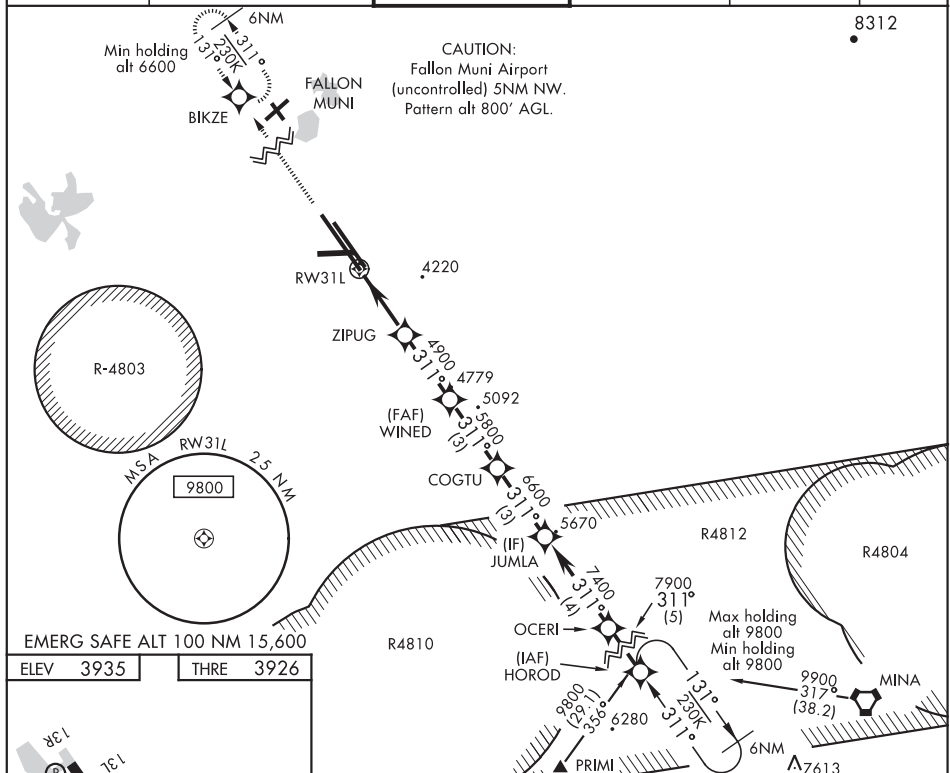 6NM
8312
Min holding
alt 6600
131°
230K
311°
CAUTION:
Fallon Muni Airport
(uncontrolled) 5NM NW.
Pattern alt 800' AGL.
FALLON
MUNI
BIKZE
RW31L
4220
ZIPUG
4900
311°
4779
R-4803
5092
(FAF)
WINED
5800
311°
(3)
MSA RW31L 25 NM
9800
COGTU
6600
311°
(3)
5670
(IF)
JUMLA
R4812
R4804
7400
311°
(4)
7900
311°
(5)
OCERI
R4810
Max holding
alt 9800
Min holding
alt 9800
EMERG SAFE ALT 100 NM 15,600
(IAF)
HOROD
ELEV 3935
THRE 3926
9900
317°
(38.2)
MINA
131°
230K
311°
9800
(29.1)
356°
6280
6NM
13R
13L
PRIMI
7613